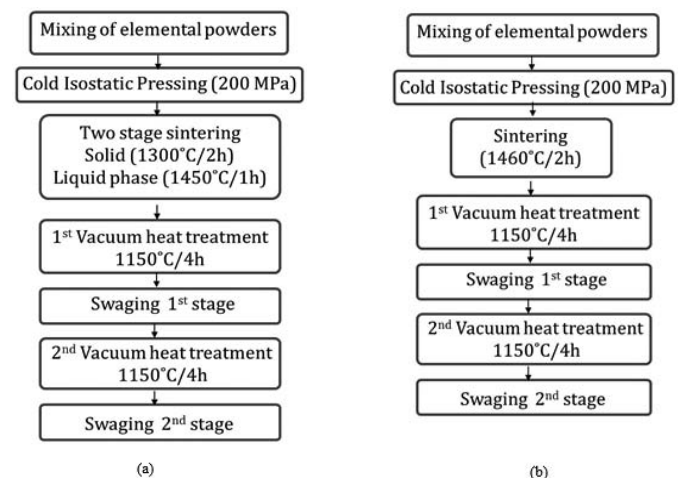 Mixing of elemental powders
Cold Isostatic Pressing (200 MPa)
Two stage sintering
Solid (1300˚C/2h)
Liquid phase (1450˚C/1h)
1st Vacuum heat treatment
1150˚C/4h
Swaging 1st stage
2nd Vacuum heat treatment
1150˚C/4h
Swaging 2nd stage
(a)
Mixing of elemental powders
Cold Isostatic Pressing (200 MPa)
Sintering
(1460˚C/2h)
1st Vacuum heat treatment
1150˚C/4h
Swaging 1st stage
2nd Vacuum heat treatment
1150˚C/4h
Swaging 2nd stage
(b)